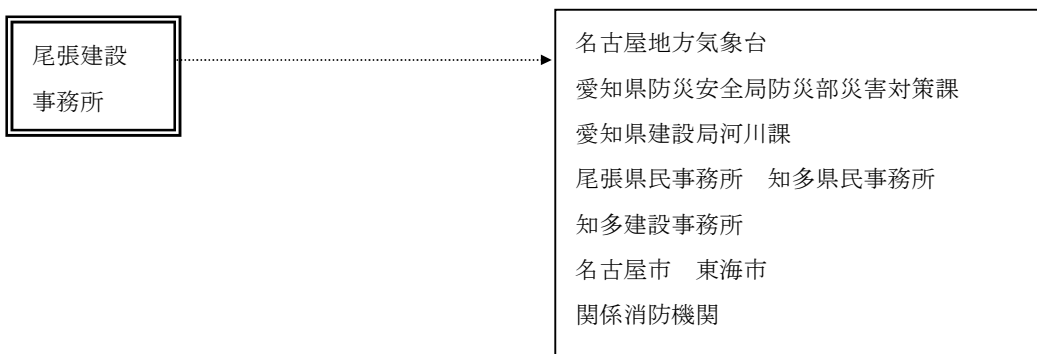 尾張建設
事務所
名古屋地方気象台
愛知県防災安全局防災部災害対策課
愛知県建設局河川課
尾張県民事務所　知多県民事務所
知多建設事務所
名古屋市　東海市
関係消防機関